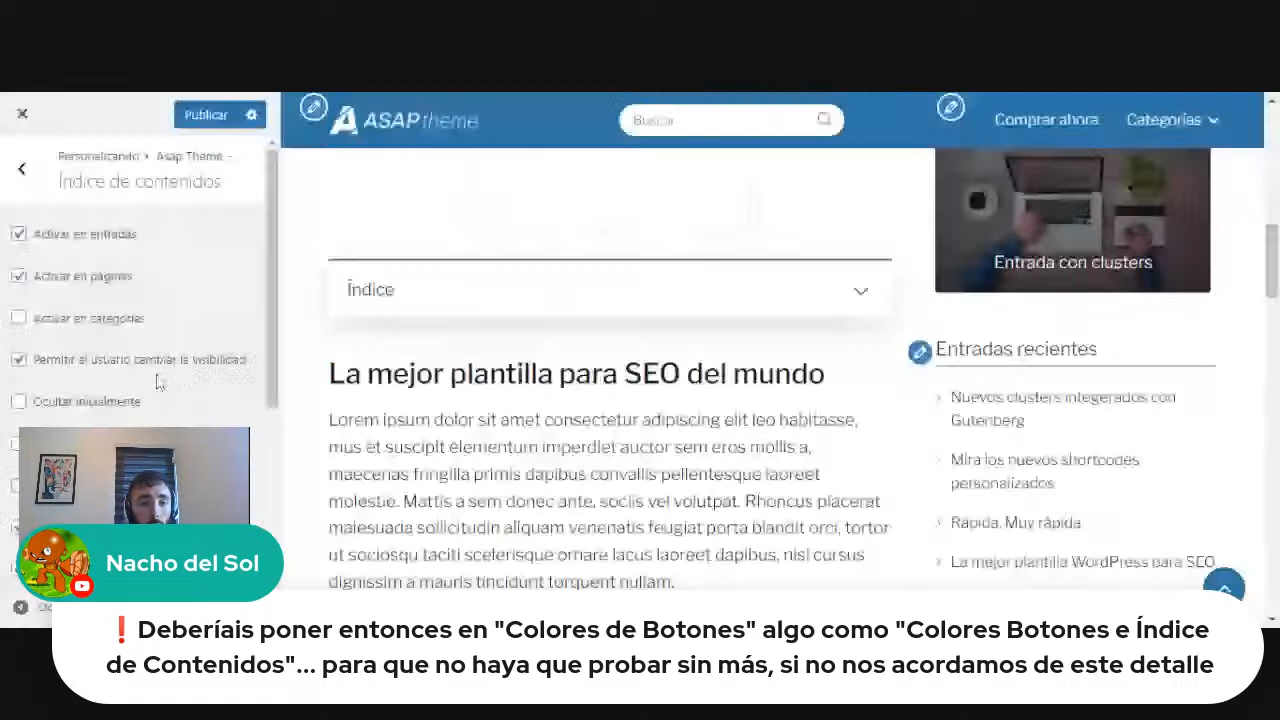 Publicar
Personalizando › Asap Theme –
Índice de contenidos
Activar en entradas
Activar en páginas
Activar en categorías
Permitir al usuario cambiar la visibilidad
Ocultar inicialmente
ASAP theme
Buscar
Comprar ahora
Categorías
Índice
La mejor plantilla para SEO del mundo
Lorem ipsum dolor sit amet consectetur adipiscing elit leo habitasse,
mus et suscipit elementum imperdiet auctor sem eros mollis a,
maecenas fringilla primis dapibus convallis pellentesque laoreet
molestie. Mattis a sem donec ante, sociis vel volutpat. Rhoncus placerat
malesuada sollicitudin aliquam venenatis feugiat porta blandit orci, tortor
ut sociosqu taciti scelerisque ornare lacus laoreet dapibus, nisl cursus
dignissim a mauris tincidunt torquent nullam.
Entrada con clusters
Entradas recientes
Nuevos clusters integerados con
Gutenberg
Mira los nuevos shortcodes
personalizados
Rápida. Muy rápida
La mejor plantilla WordPress para SEO
Nacho del Sol
❗Deberíais poner entonces en "Colores de Botones" algo como "Colores Botones e Índice
de Contenidos"... para que no haya que probar sin más, si no nos acordamos de este detalle